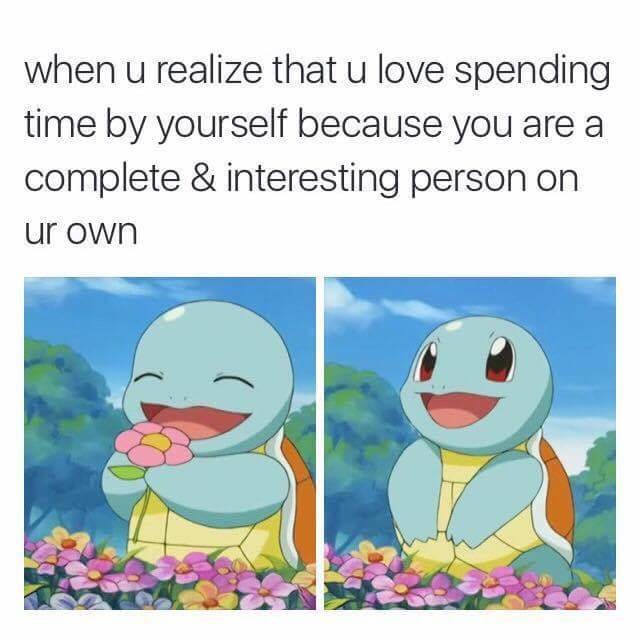 when u realize that u love spending
time by yourself because you are a
complete & interesting person on
ur own